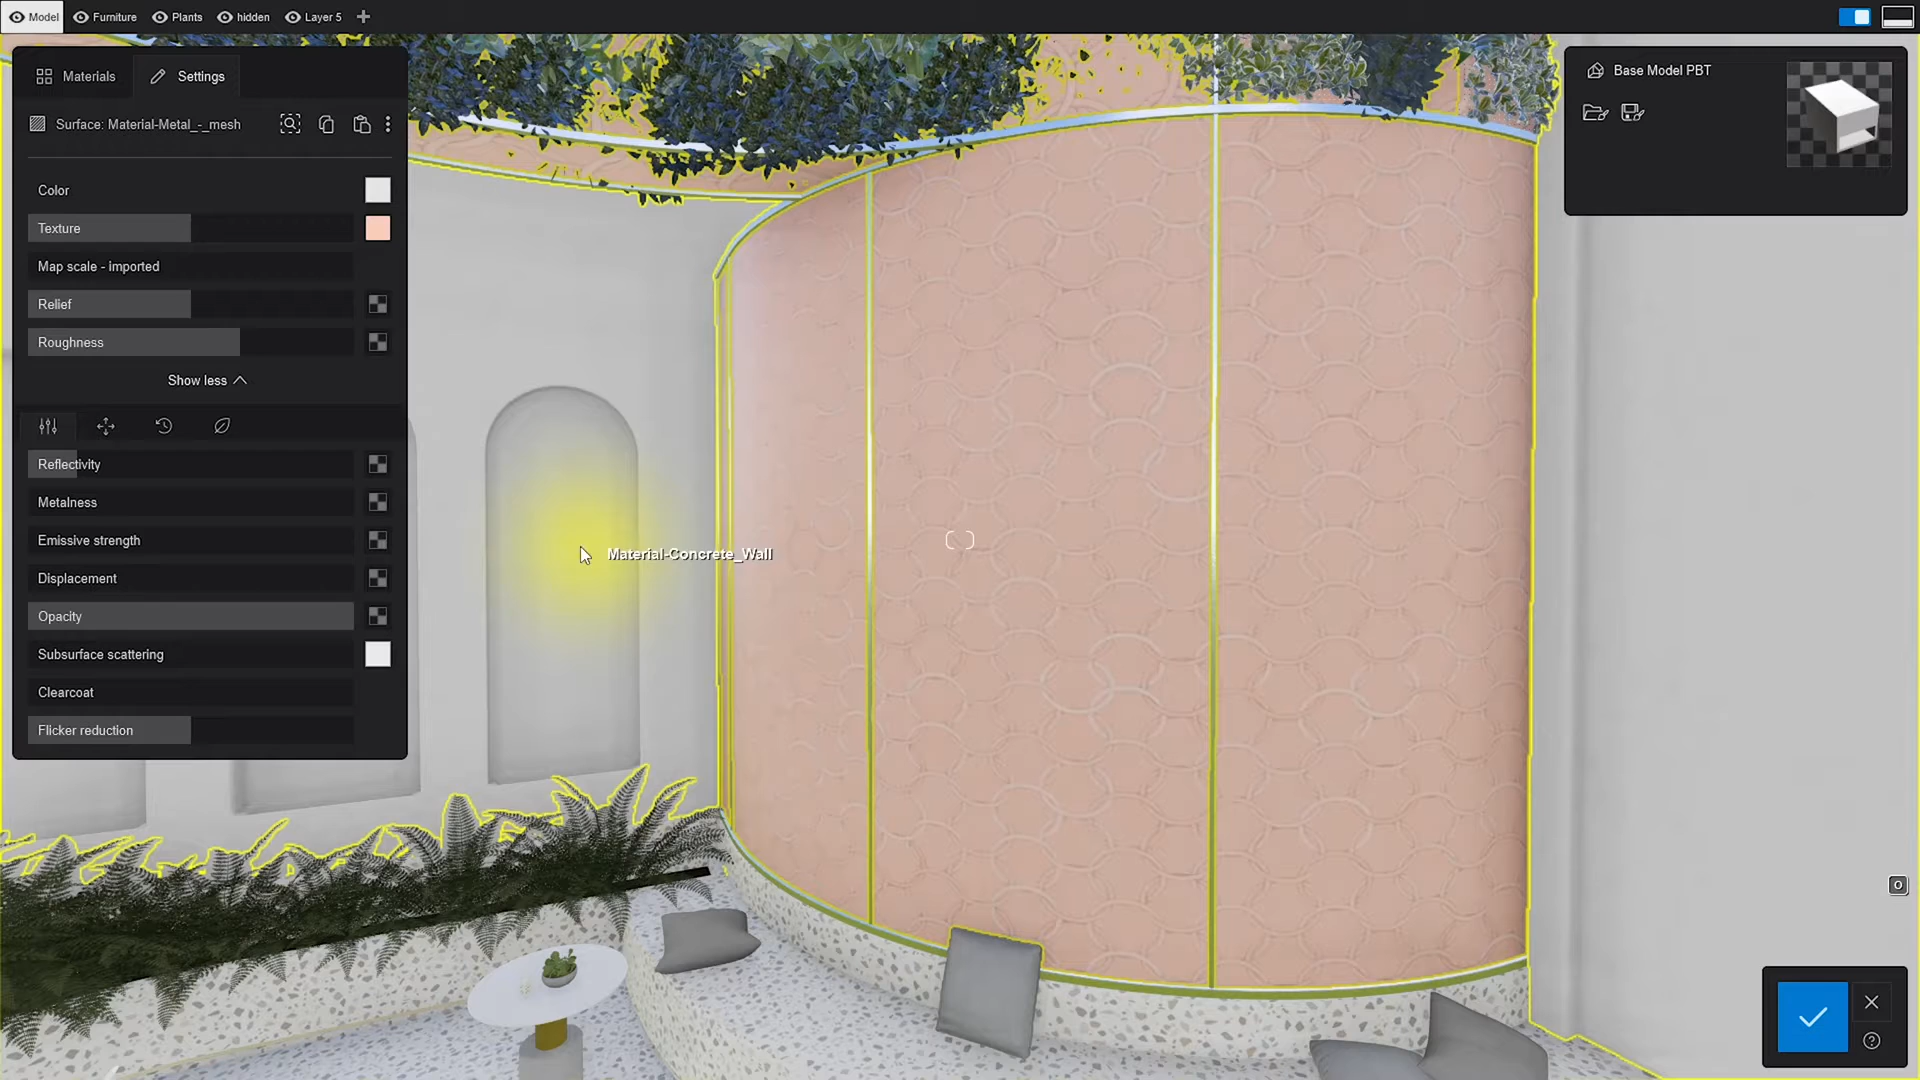 Model
Furniture
Plants
hidden
Layer 5
Materials
Settings
Surface: Material-Metal_-_mesh
Color
Texture
Map scale - imported
Relief
Roughness
Show less
Reflectivity
Metalness
Emissive strength
Displacement
Opacity
Subsurface scattering
Clearcoat
Flicker reduction
Material-Concrete_Wall
Base Model PBT
O